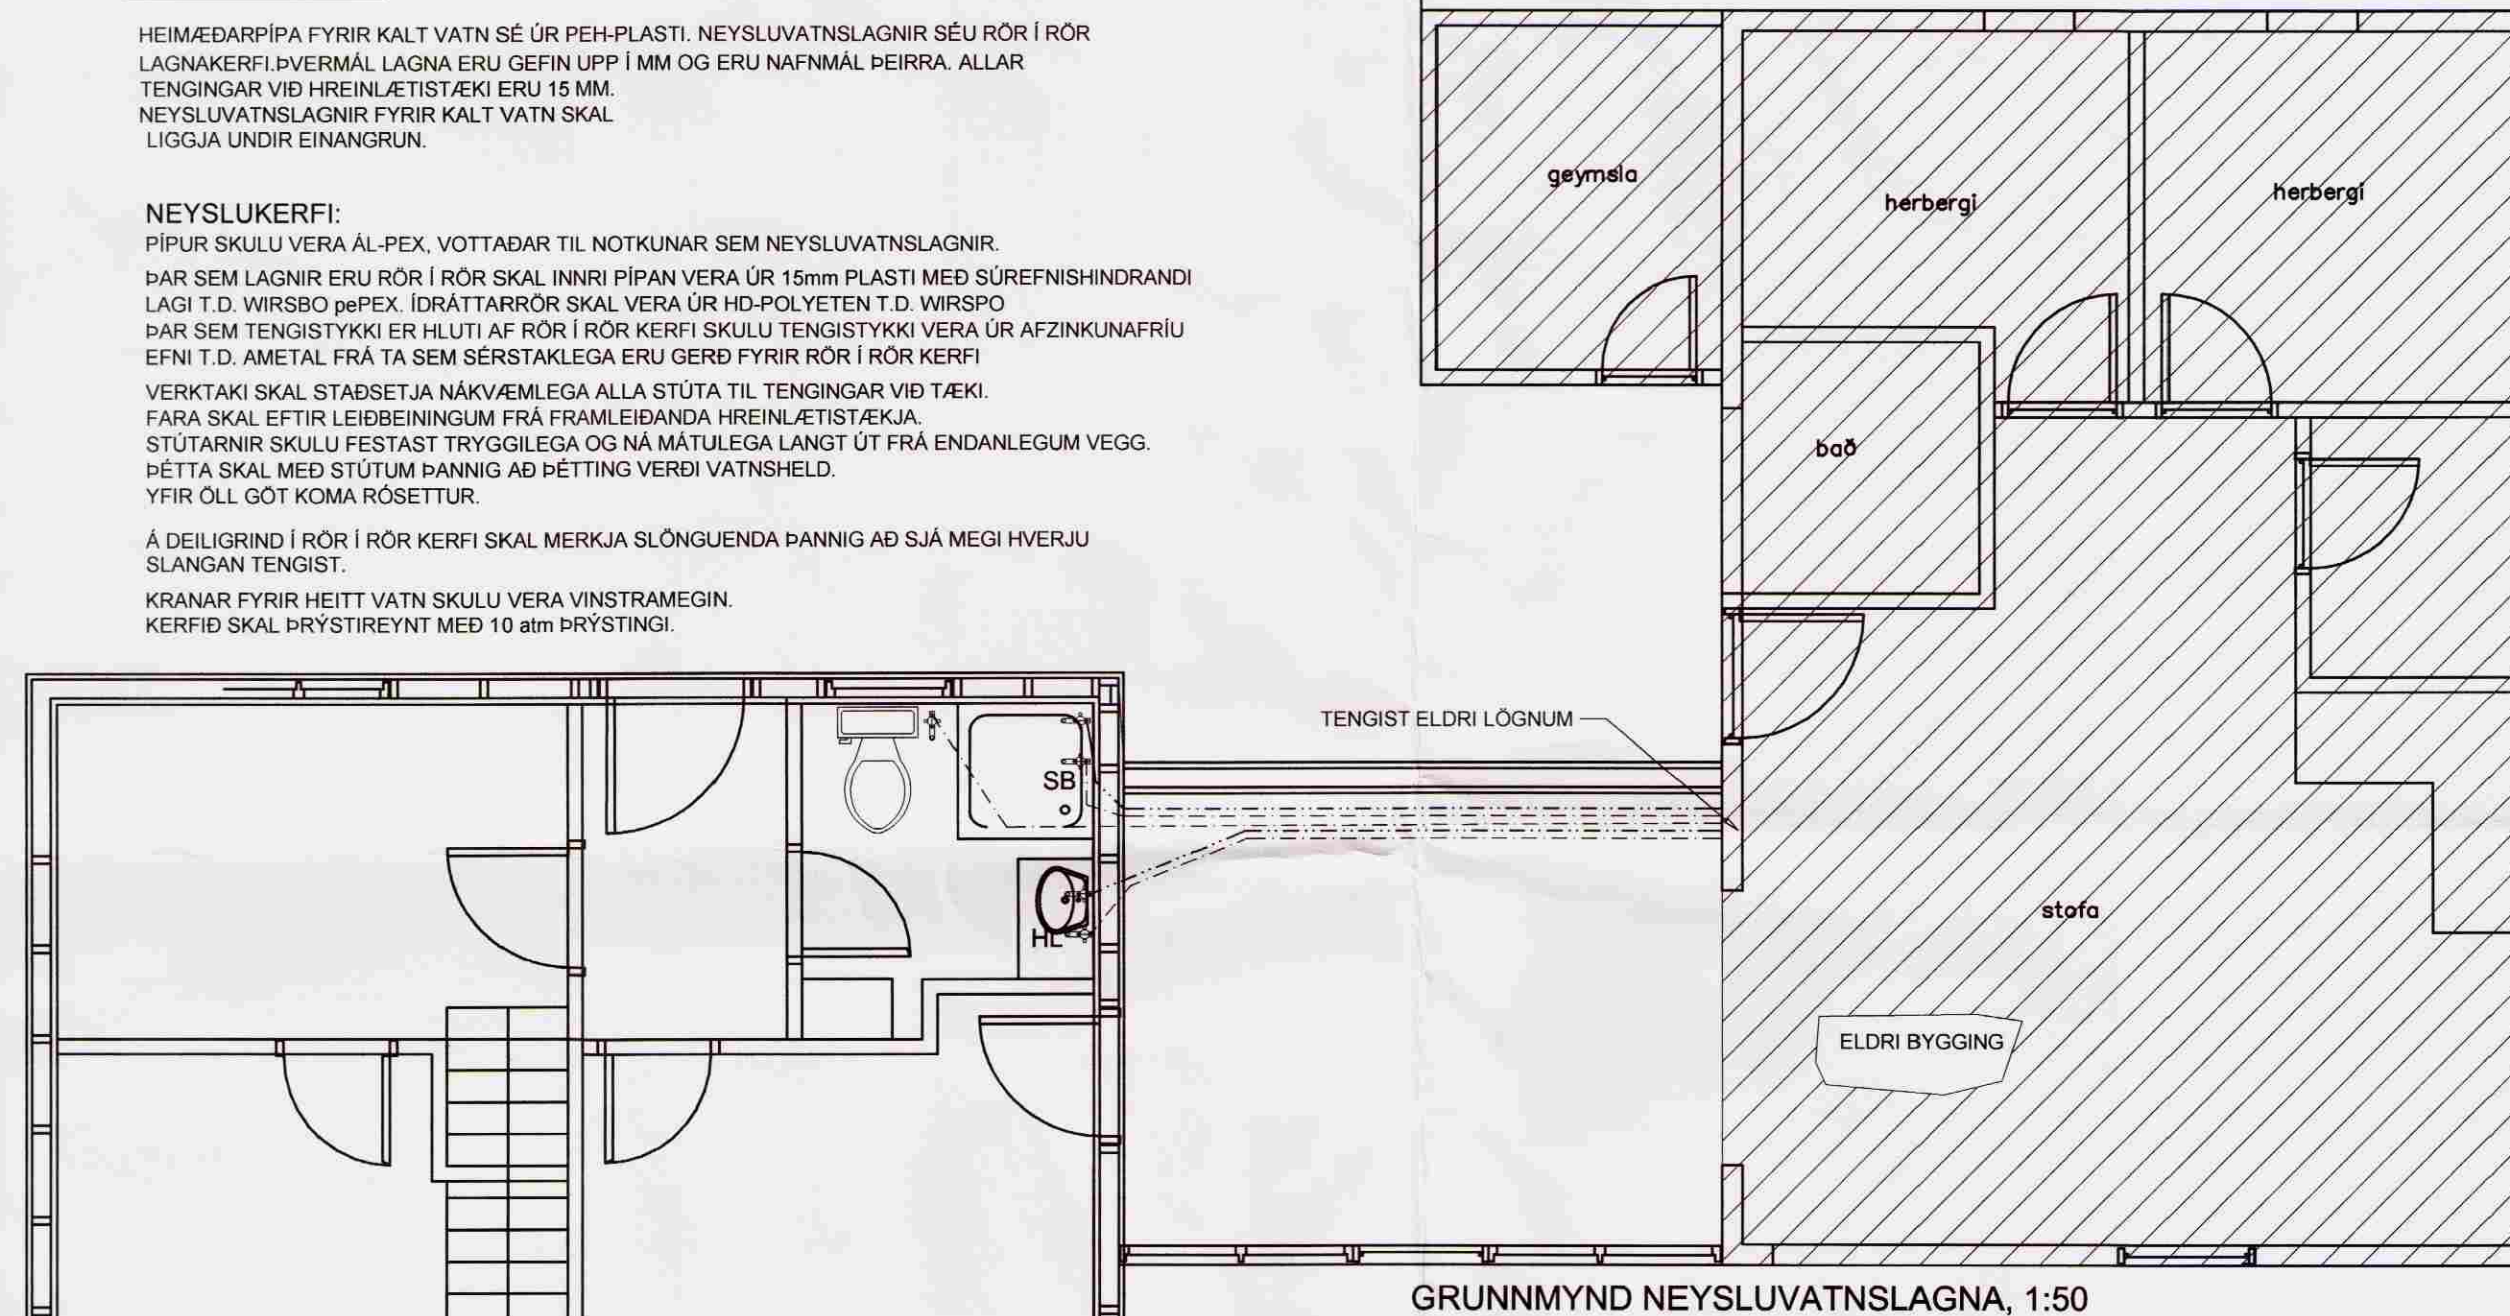 HEIMÆÐARPÍPA FYRIR KALT VATN SÉ ÚR PEH-PLASTI. NEYSLUVATNSLAGNIR SÉU RÖR Í RÖR
LAGNAKERFI.ÞVERMÁL LAGNA ERU GEFIN UPP Í MM OG ERU NAFNMÁL ÞEIRRA. ALLAR
TENGINGAR VIÐ HREINLÆTISTÆKI ERU 15 MM.
NEYSLUVATNSLAGNIR FYRIR KALT VATN SKAL
LIGGJA UNDIR EINANGRUN.
NEYSLUKERFI:
PÍPUR SKULU VERA ÁL-PEX, VOTTAÐAR TIL NOTKUNAR SEM NEYSLUVATNSLAGNIR.
ÞAR SEM LAGNIR ERU RÖR Í RÖR SKAL INNRI PÍPAN VERA ÚR 15mm PLASTI MEÐ SÚREFNISHINDRANDI
LAGI T.D. WIRSBO pePEX. ÍDRÁTTARRÖR SKAL VERA ÚR HD-POLYETEN T.D. WIRSPO
ÞAR SEM TENGISTYKKI ER HLUTI AF RÖR Í RÖR KERFI SKULU TENGISTYKKI VERA ÚR AFZINKUNAFRÍU
EFNI T.D. AMETAL FRÁ TA SEM SÉRSTAKLEGA ERU GERÐ FYRIR RÖR Í RÖR KERFI
VERKTAKI SKAL STAÐSETJA NÁKVÆMLEGA ALLA STÚTA TIL TENGINGAR VIÐ TÆKI.
FARA SKAL EFTIR LEIÐBEININGUM FRÁ FRAMLEIÐANDA HREINLÆTISTÆKJA.
STÚTARNIR SKULU FESTAST TRYGGILEGA OG NÁ MÁTULEGA LANGT ÚT FRÁ ENDANLEGUM VEGG.
ÞÉTTA SKAL MEÐ STÚTUM ÞANNIG AÐ ÞÉTTING VERÐI VATNSHELD.
YFIR ÖLL GÖT KOMA RÓSETTUR.
Á DEILIGRIND Í RÖR Í RÖR KERFI SKAL MERKJA SLÖNGUENDA ÞANNIG AÐ SJÁ MEGI HVERJU
SLANGAN TENGIST.
KRANAR FYRIR HEITT VATN SKULU VERA VINSTRAMEGIN.
KERFIÐ SKAL ÞRÝSTIREYNT MEÐ 10 atm ÞRÝSTINGI.
geymsla
herbergi
herbergi
bað
TENGIST ELDRI LÖGNUM
SB
HL
stofa
ELDRI BYGGING
GRUNNMYND NEYSLUVATNSLAGNA, 1:50